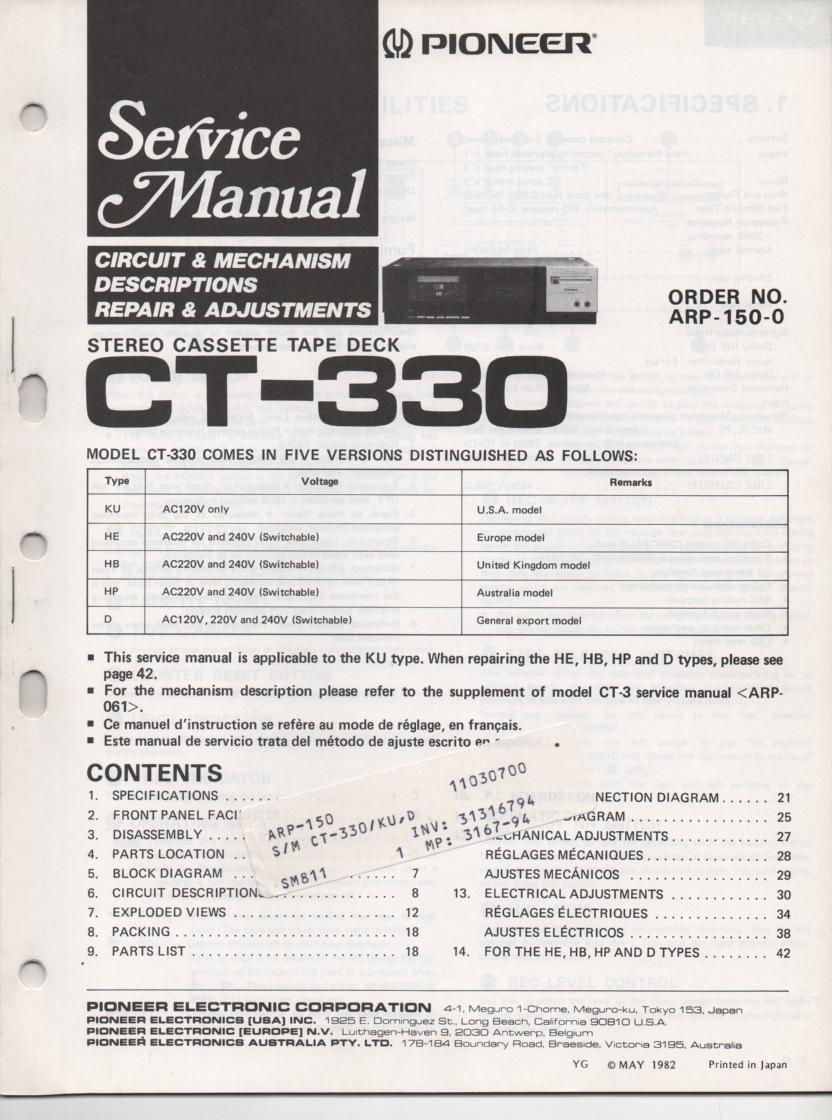 PIONEER®
Service
Manual
CIRCUIT & MECHANISM
DESCRIPTIONS
REPAIR & ADJUSTMENTS
ORDER NO.
ARP-150-0
STEREO CASSETTE TAPE DECK
CT-330
MODEL CT-330 COMES IN FIVE VERSIONS DISTINGUISHED AS FOLLOWS:
Type Voltage Remarks
KU AC120V only U.S.A. model
HE AC220V and 240V (Switchable) Europe model
HB AC220V and 240V (Switchable) United Kingdom model
HP AC220V and 240V (Switchable) Australia model
D AC120V, 220V and 240V (Switchable) General export model
■ This service manual is applicable to the KU type. When repairing the HE, HB, HP and D types, please see
page 42.
■ For the mechanism description please refer to the supplement of model CT-3 service manual <ARP-
061>.
■ Ce manuel d'instruction se refère au mode de réglage, en français.
■ Este manual de servicio trata del método de ajuste escrito en
CONTENTS
1. SPECIFICATIONS
2. FRONT PANEL FACI
3. DISASSEMBLY
4. PARTS LOCATION
5. BLOCK DIAGRAM 7
6. CIRCUIT DESCRIPTION 8
7. EXPLODED VIEWS 12
8. PACKING 18
9. PARTS LIST 18
NECTION DIAGRAM 21
AGRAM 25
CHANICAL ADJUSTMENTS 27
RÉGLAGES MÉCANIQUES 28
AJUSTES MECÁNICOS 29
13. ELECTRICAL ADJUSTMENTS 30
RÉGLAGES ÉLECTRIQUES 34
AJUSTES ELÉCTRICOS 38
14. FOR THE HE, HB, HP AND D TYPES 42
11030700
ARP-150 INV: 31316794
S/M CT-330/KU,D 1 MP: 3167-94
SM811
PIONEER ELECTRONIC CORPORATION 4-1, Meguro 1-Chome, Meguro-ku, Tokyo 153, Japan
PIONEER ELECTRONICS [USA] INC. 1925 E. Dominguez St., Long Beach, California 90810 U.S.A.
PIONEER ELECTRONIC [EUROPE] N.V. Luithagen-Haven 9, 2030 Antwerp, Belgium
PIONEER ELECTRONICS AUSTRALIA PTY. LTD. 178-184 Boundary Road, Braeside, Victoria 3195, Australia
YG © MAY 1982 Printed in Japan